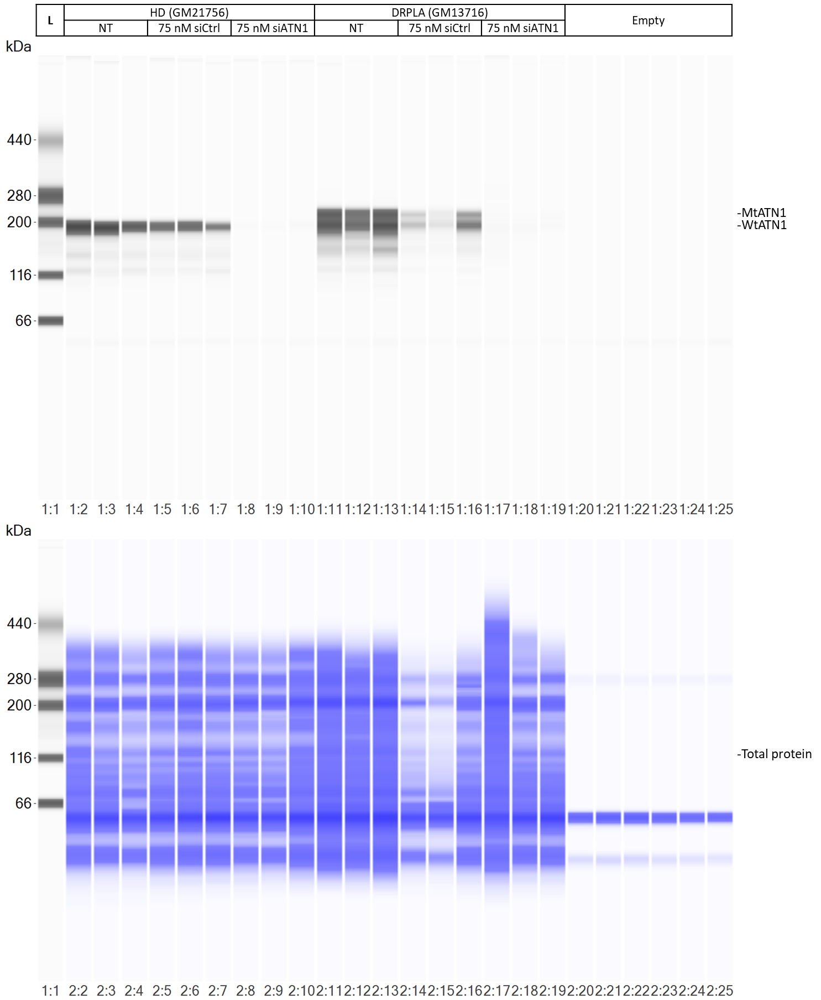 L HD (GM21756) DRPLA (GM13716) Empty
NT 75 nM siCtrl 75 nM siATN1 NT 75 nM siCtrl 75 nM siATN1
kDa
440
280
-MtATN1
200
-WtATN1
116
66
1:1 1:2 1:3 1:4 1:5 1:6 1:7 1:8 1:9 1:10 1:11 1:12 1:13 1:14 1:15 1:16 1:17 1:18 1:19 1:20 1:21 1:22 1:23 1:24 1:25
kDa
440
280
200
116
-Total protein
66
1:1 2:2 2:3 2:4 2:5 2:6 2:7 2:8 2:9 2:10 2:11 2:12 2:13 2:14 2:15 2:16 2:17 2:18 2:19 2:20 2:21 2:22 2:23 2:24 2:25